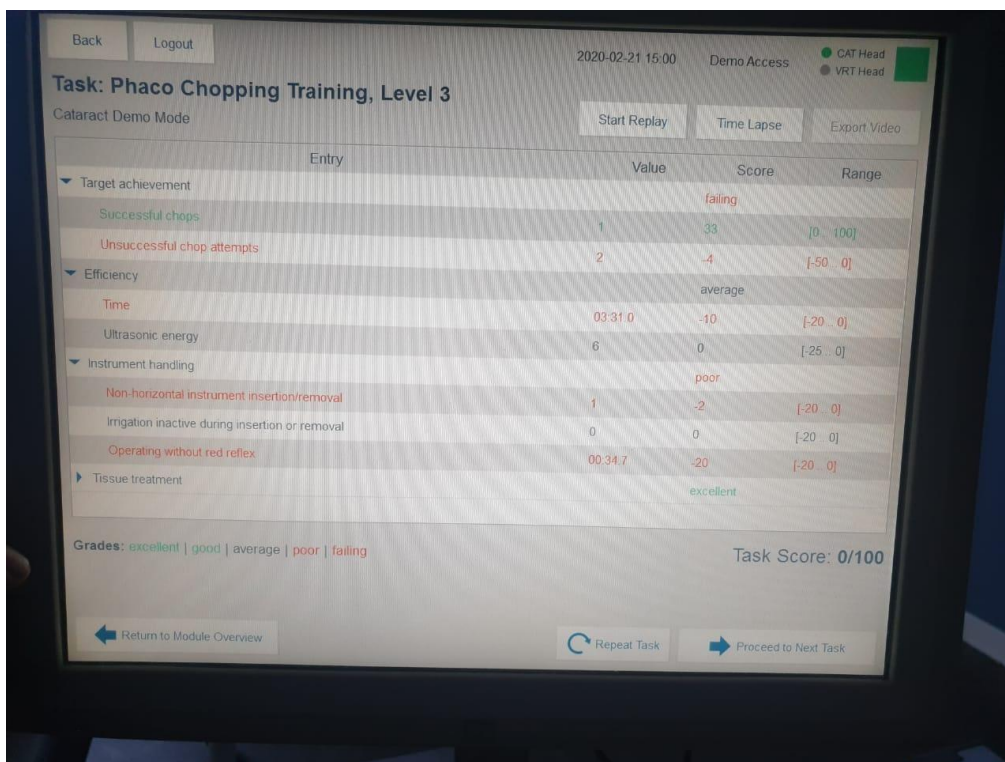 Back Logout 2020-02-21 15:00 Demo Access CAT Head
VRT Head
Task: Phaco Chopping Training, Level 3
Cataract Demo Mode Start Replay Time Lapse Export Video
Entry Value Score Range
Target achievement failing
Successful chops 1 33 [0 .. 100]
Unsuccessful chop attempts 2 -4 [-50 .. 0]
Efficiency average
Time 03:31.0 -10 [-20 .. 0]
Ultrasonic energy 6 0 [-25 .. 0]
Instrument handling poor
Non-horizontal instrument insertion/removal 1 -2 [-20 .. 0]
Irrigation inactive during insertion or removal 0 0 [-20 .. 0]
Operating without red reflex 00:34.7 -20 [-20 .. 0]
Tissue treatment excellent
Grades: excellent | good | average | poor | failing Task Score: 0/100
Return to Module Overview Repeat Task Proceed to Next Task